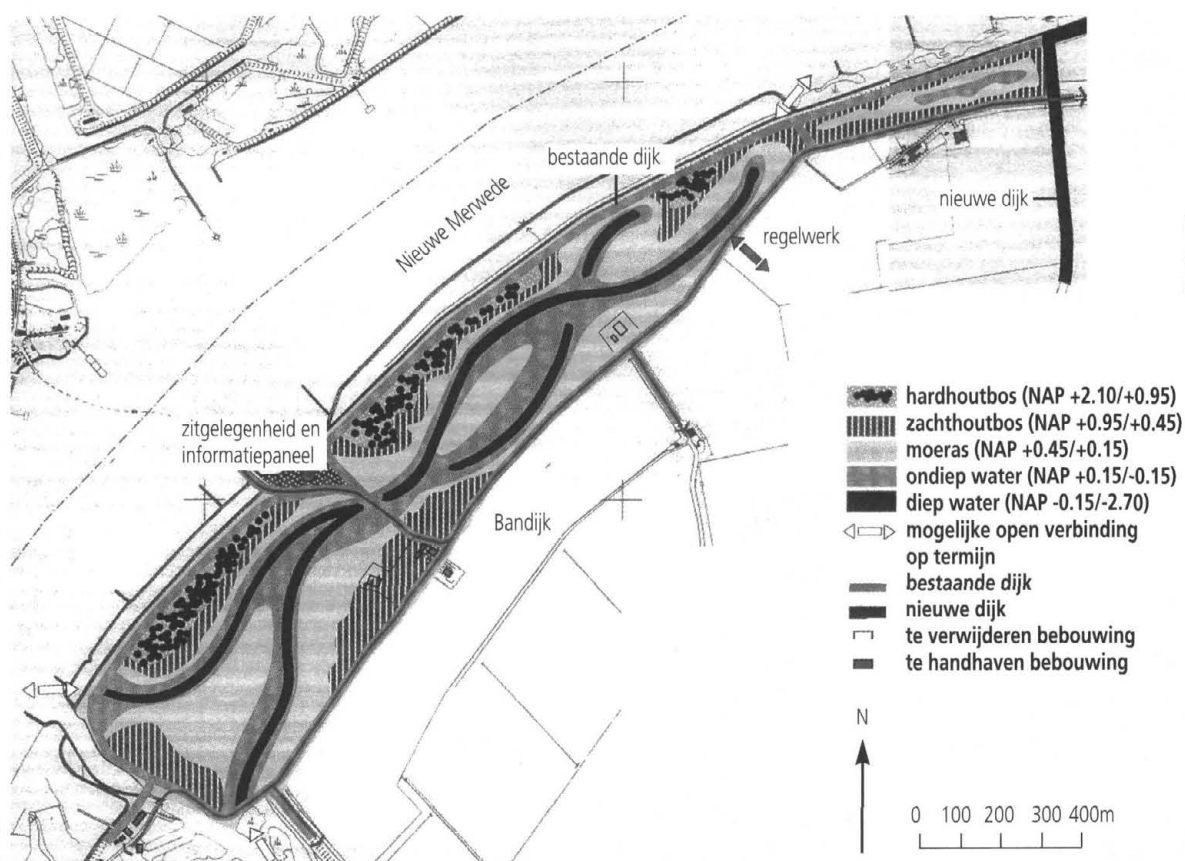 bestaande dijk
Nieuwe Merwede
nieuwe dijk
regelwerk
zitgelegenheid en
informatiepaneel
Bandijk
hardhoutbos (NAP +2.10/+0.95)
zachthoutbos (NAP +0.95/+0.45)
moeras (NAP +0.45/+0.15)
ondiep water (NAP +0.15/-0.15)
diep water (NAP -0.15/-2.70)
mogelijke open verbinding
op termijn
bestaande dijk
nieuwe dijk
te verwijderen bebouwing
te handhaven bebouwing
N
0 100 200 300 400m